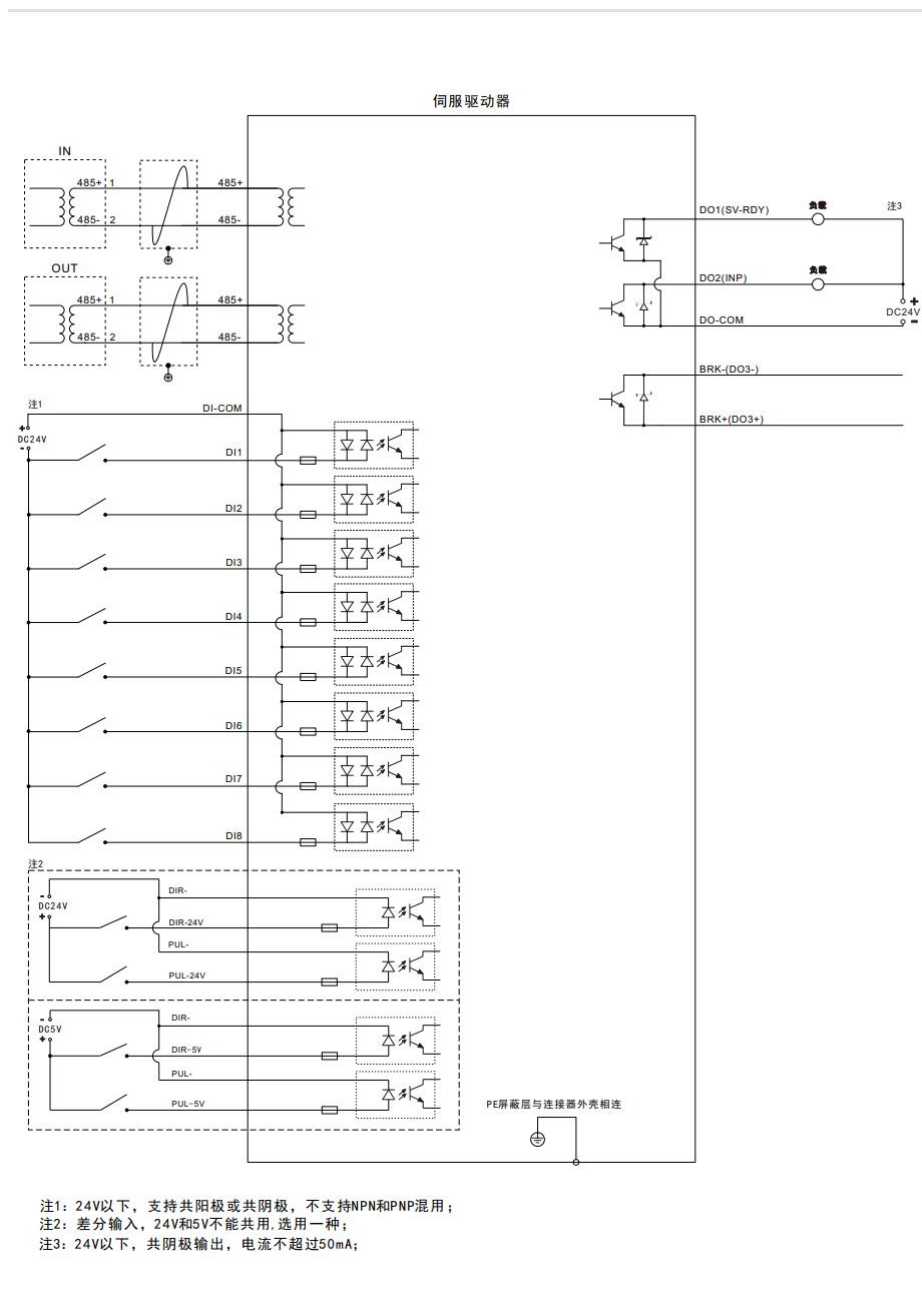 伺服驱动器
IN
485+ 1 485+
485- 2 485-
OUT
485+ 1 485+
485- 2 485-
DO1(SV-RDY) 负载 注3
DO2(INP) 负载
+
DC24V
DO-COM -
BRK-(DO3-)
BRK+(DO3+)
注1
DI-COM
+
DC24V
-
DI1
DI2
DI3
DI4
DI5
DI6
DI7
DI8
注2
DIR-
-
DC24V
+
DIR-24V
PUL-
PUL-24V
DIR-
-
DC5V
+
DIR-5V
PUL-
PUL-5V
PE屏蔽层与连接器外壳相连
注1: 24V以下, 支持共阳极或共阴极, 不支持NPN和PNP混用;
注2: 差分输入, 24V和5V不能共用,选用一种;
注3: 24V以下, 共阴极输出, 电流不超过50mA;